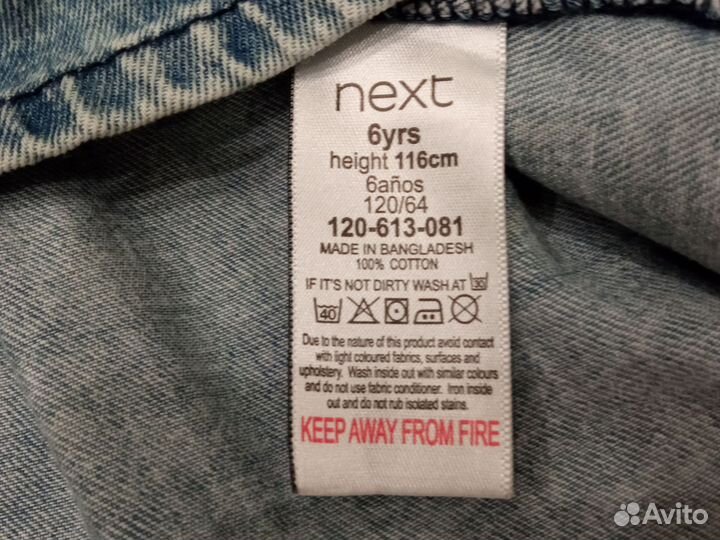 next
6yrs
height 116cm
6años
120/64
120-613-081
MADE IN BANGLADESH
100% COTTON
IF IT'S NOT DIRTY WASH AT 30
40
Due to the nature of this product avoid contact
with light coloured fabrics, surfaces and
upholstery. Wash inside out with similar colours
and do not use fabric conditioner. Iron inside
out and do not rub isolated stains.
KEEP AWAY FROM FIRE
Avito